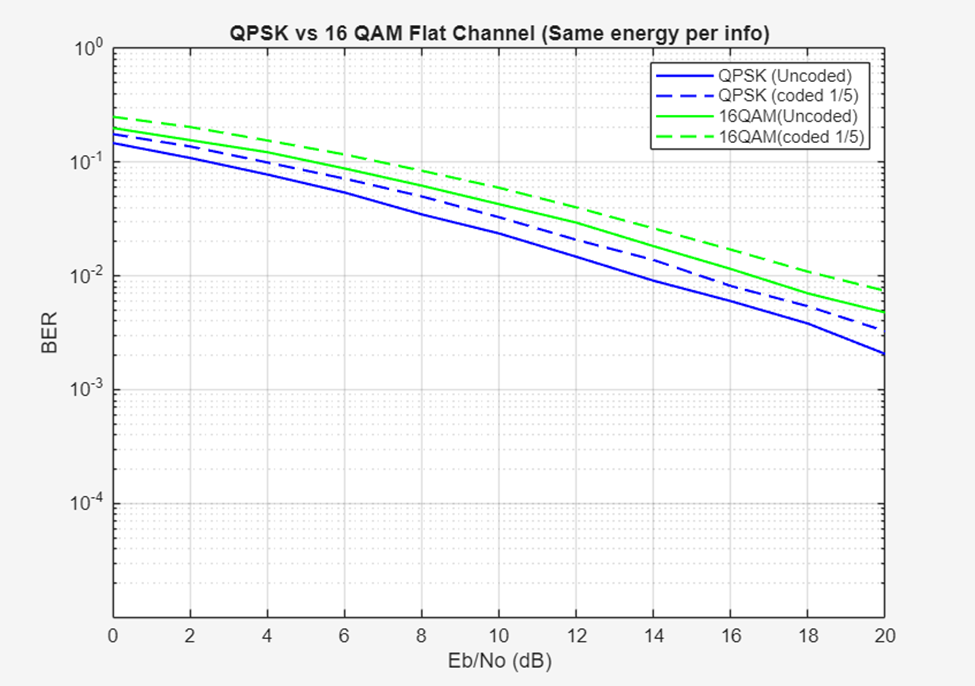 QPSK vs 16 QAM Flat Channel (Same energy per info)
QPSK (Uncoded)
QPSK (coded 1/5)
16QAM(Uncoded)
16QAM(coded 1/5)
10^0
10^-1
10^-2
10^-3
10^-4
BER
0 2 4 6 8 10 12 14 16 18 20
Eb/No (dB)